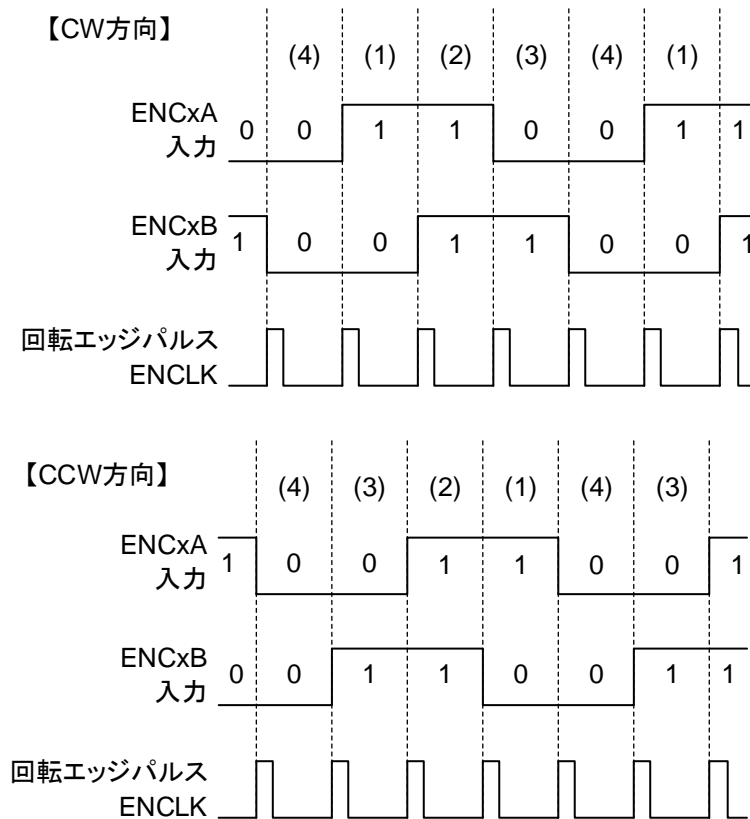 【CW方向】
(4) (1) (2) (3) (4) (1)
ENCxA
入力
0 0 1 1 0 0 1 1
ENCxB
入力
1 0 0 1 1 0 0 1
回転エッジパルス
ENCLK
【CCW方向】
(4) (3) (2) (1) (4) (3)
ENCxA
入力
1 0 0 1 1 0 0 1
ENCxB
入力
0 0 1 1 0 0 1 1
回転エッジパルス
ENCLK